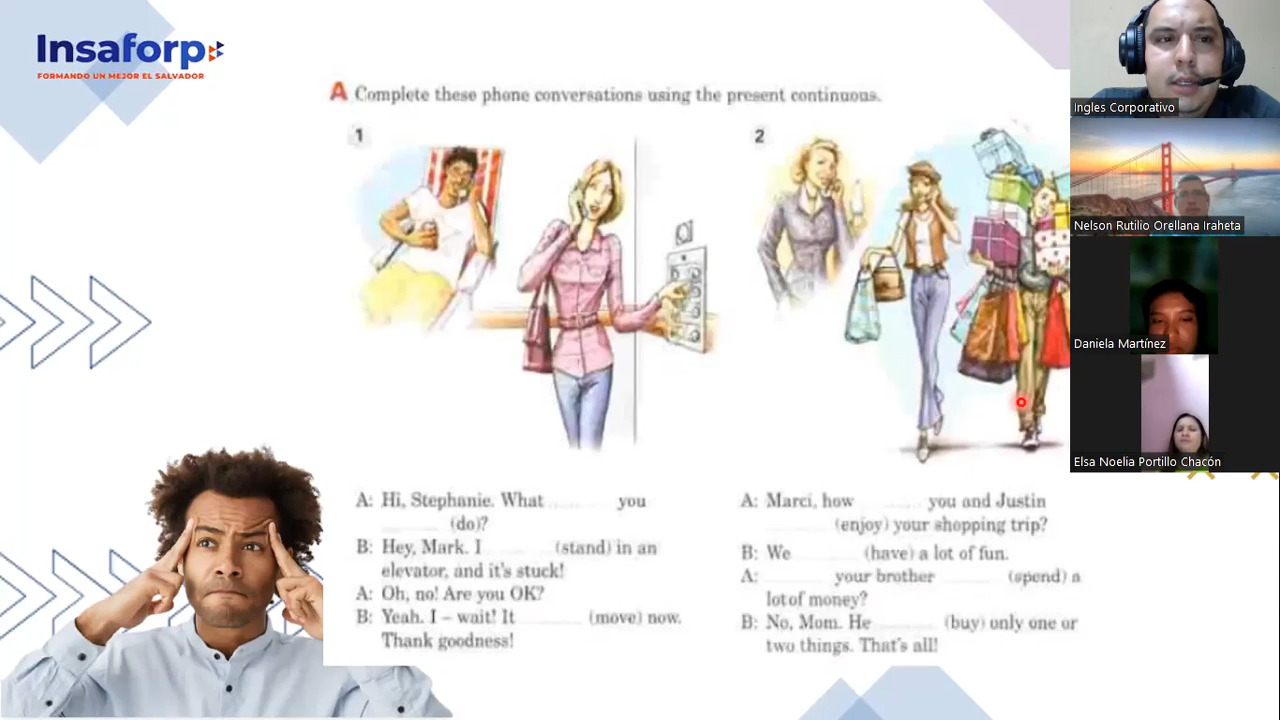 Insaforp
FORMANDO UN MEJOR EL SALVADOR
A Complete these phone conversations using the present continuous.
1
2
A: Hi, Stephanie. What ........ you
........ (do)?
B: Hey, Mark. I ........ (stand) in an
elevator, and it's stuck!
A: Oh, no! Are you OK?
B: Yeah. I – wait! It ........ (move) now.
Thank goodness!
A: Marci, how ........ you and Justin
........ (enjoy) your shopping trip?
B: We ........ (have) a lot of fun.
A: ........ your brother ........ (spend) a
lot of money?
B: No, Mom. He ........ (buy) only one or
two things. That's all!
Ingles Corporativo
Nelson Rutilio Orellana Iraheta
Daniela Martínez
Elsa Noelia Portillo Chacón